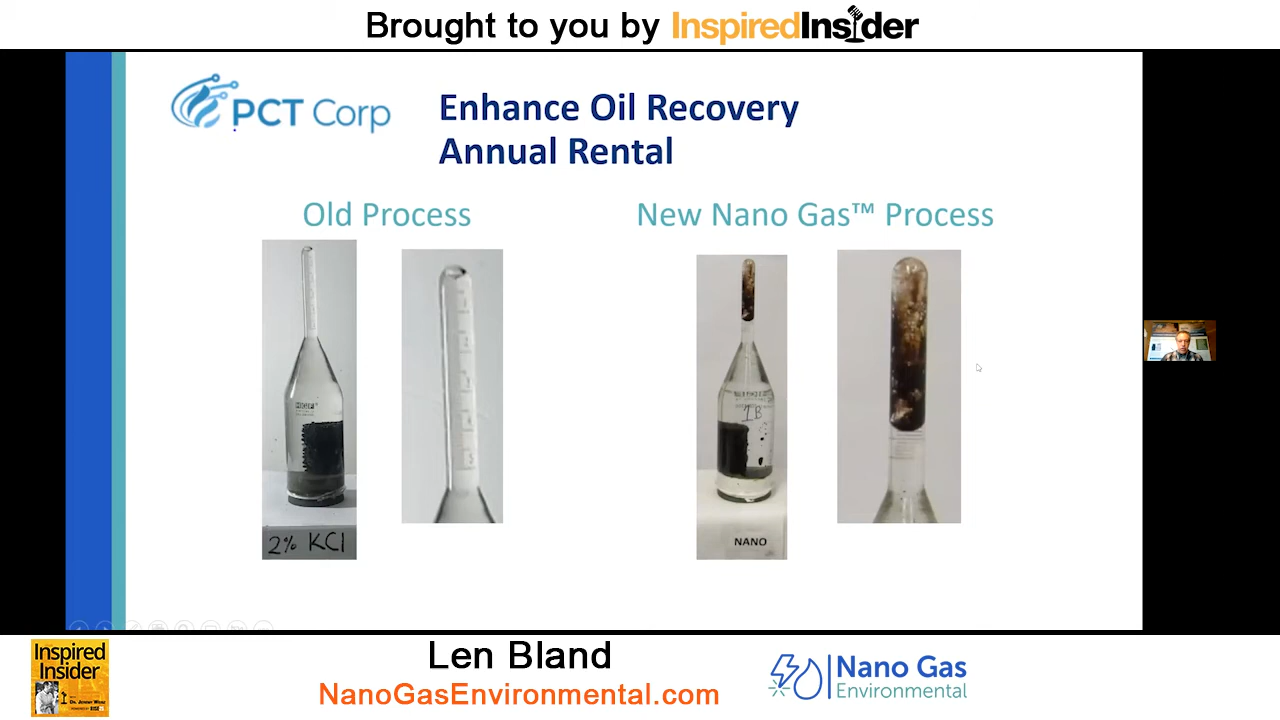 Brought to you by InspiredInsider
PCT Corp
Enhance Oil Recovery
Annual Rental
Old Process
New Nano Gas™ Process
2% KCl
1B
NANO
Inspired
Insider
Len Bland
NanoGasEnvironmental.com
Nano Gas
Environmental